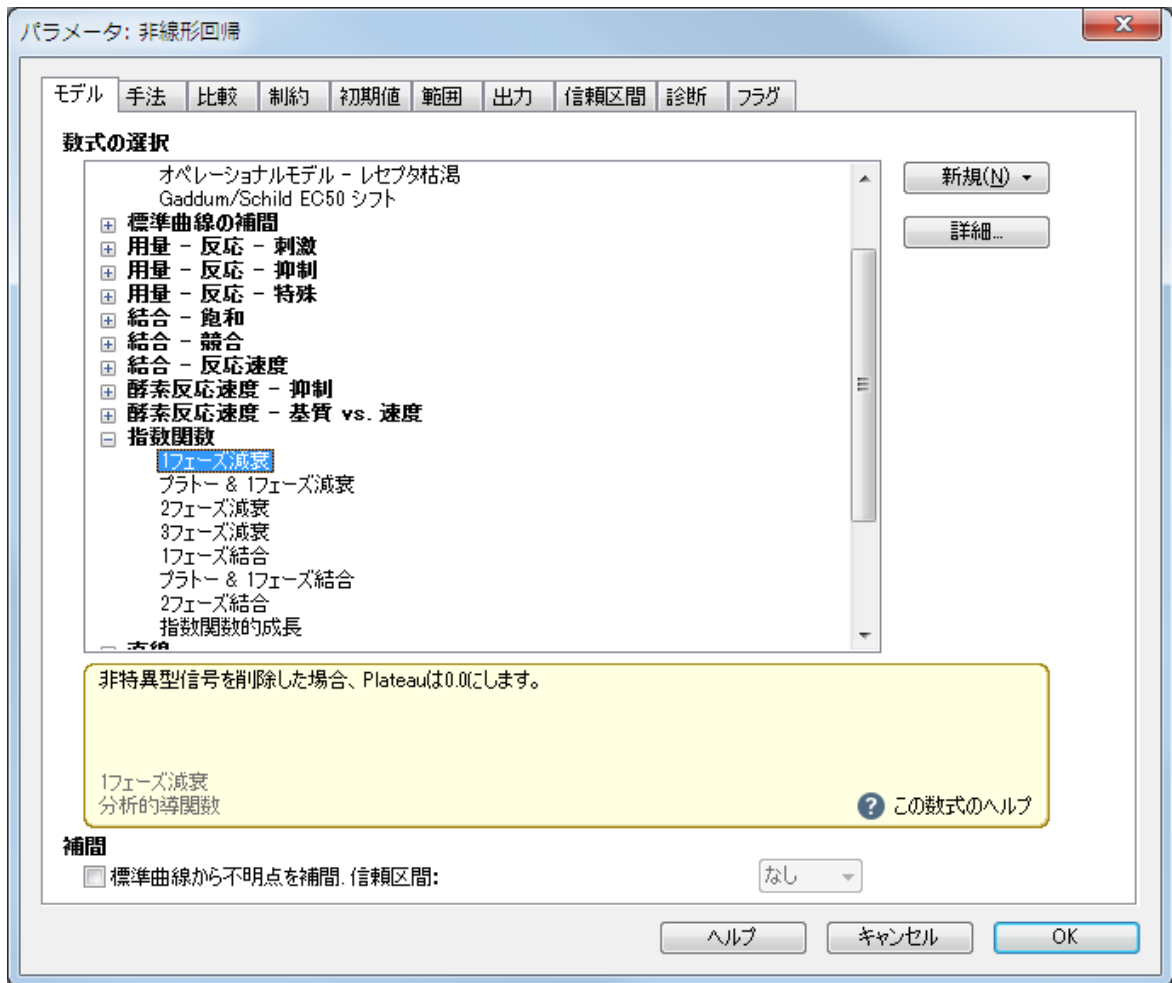 パラメータ: 非線形回帰
モデル 手法 比較 制約 初期値 範囲 出力 信頼区間 診断 フラグ
数式の選択
オペレーショナルモデル - レセプタ枯渇
Gaddum/Schild EC50 シフト
標準曲線の補間
用量 - 反応 - 刺激
用量 - 反応 - 抑制
用量 - 反応 - 特殊
結合 - 飽和
結合 - 競合
結合 - 反応速度
酵素反応速度 - 抑制
酵素反応速度 - 基質 vs. 速度
指数関数
1フェーズ減衰
プラトー & 1フェーズ減衰
2フェーズ減衰
3フェーズ減衰
1フェーズ結合
プラトー & 1フェーズ結合
2フェーズ結合
指数関数的成長
直線
新規(N)
詳細...
非特異型信号を削除した場合、Plateauは0.0にします。
1フェーズ減衰
分析的導関数
? この数式のヘルプ
補間
標準曲線から不明点を補間. 信頼区間: なし
ヘルプ キャンセル OK